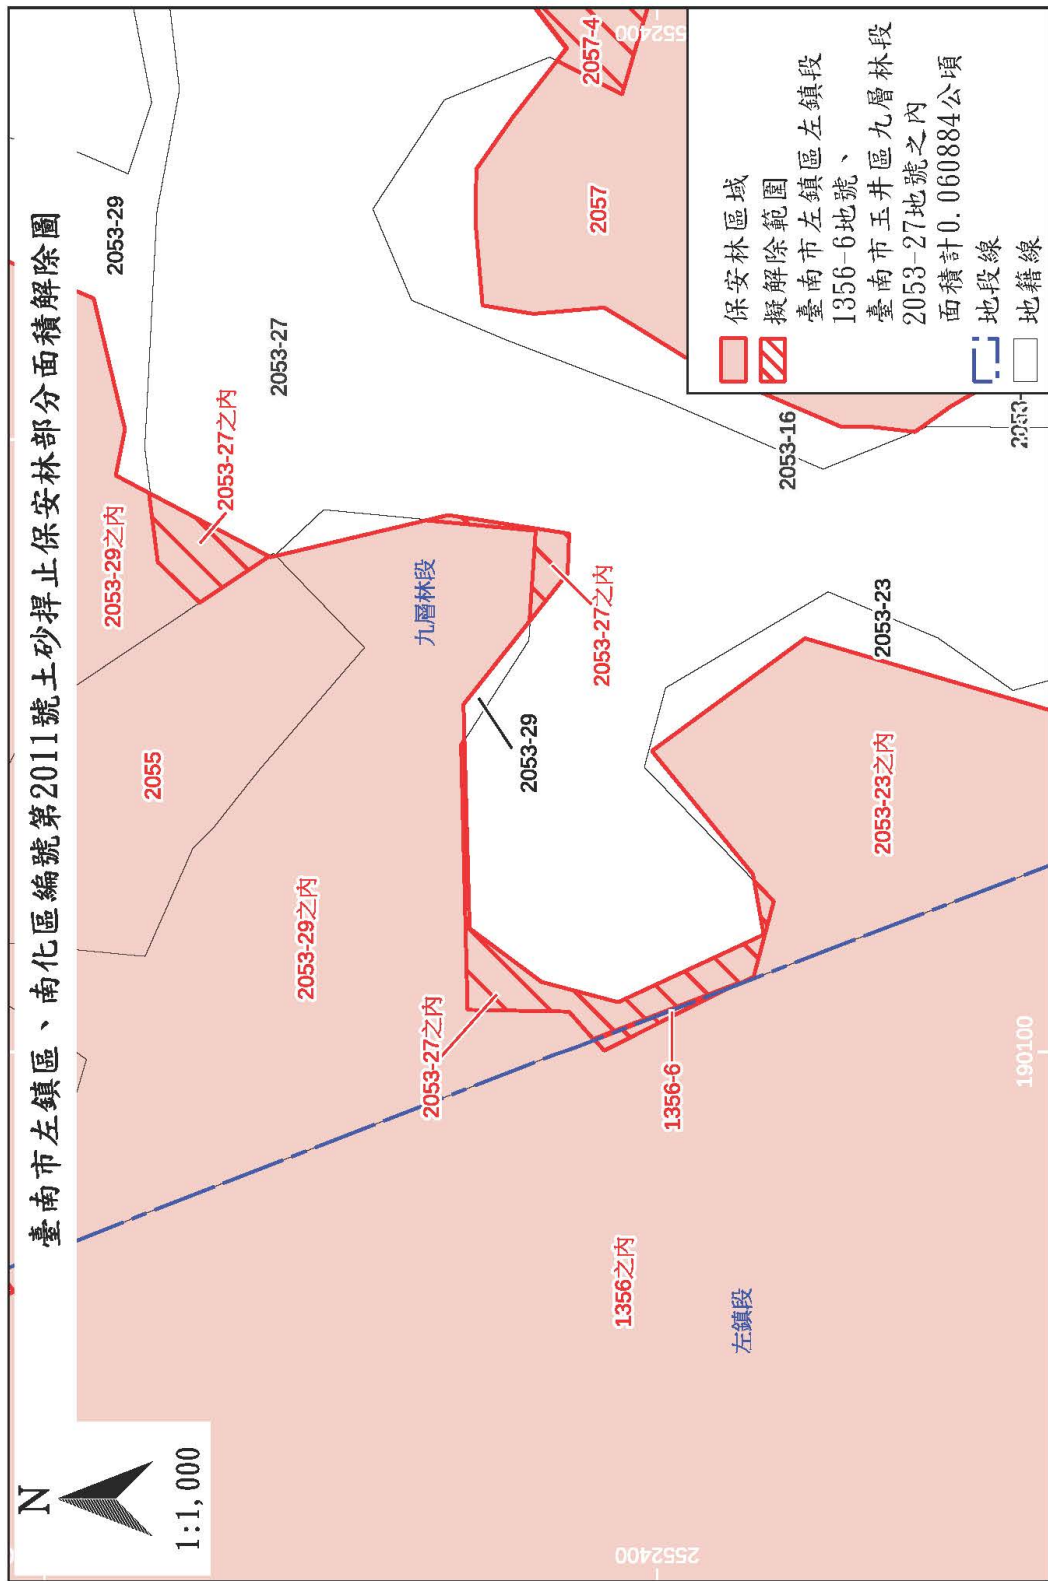 臺南市左鎮區、南化區編號第2011號土砂捍止保安林部分面積解除圖
N
1:1,000
2053-29
2053-29之內
2053-27之內
2053-27
2055
九層林段
2053-29之內
2053-27之內
2053-29
2053-27之內
1356-6
1356之內
左鎮段
2053-23之內
2053-23
2053-16
2057
2057-4
2053-
2552400
2552400
190100
保安林區域
擬解除範圍
臺南市左鎮區左鎮段
1356-6地號、
臺南市玉井區九層林段
2053-27地號之內
面積計0.060884公頃
地段線
地籍線